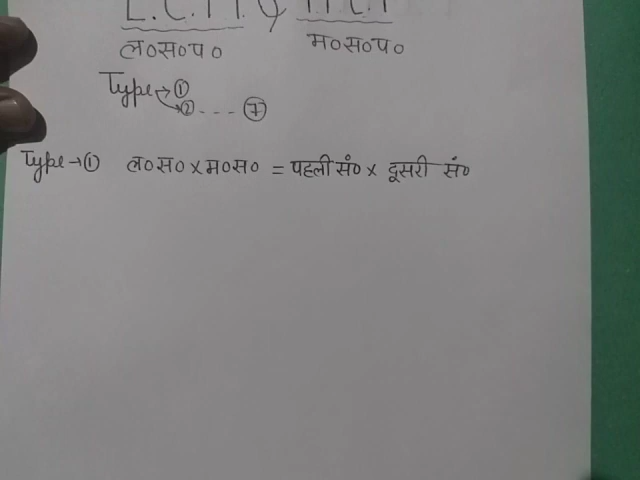 L.C.M. & H.C.F
ल०स०प० म०स०प०
Type → ①
→ ② - - - - ⑦
Type → ① ल०स० × म०स० = पहली सं० × दूसरी सं०